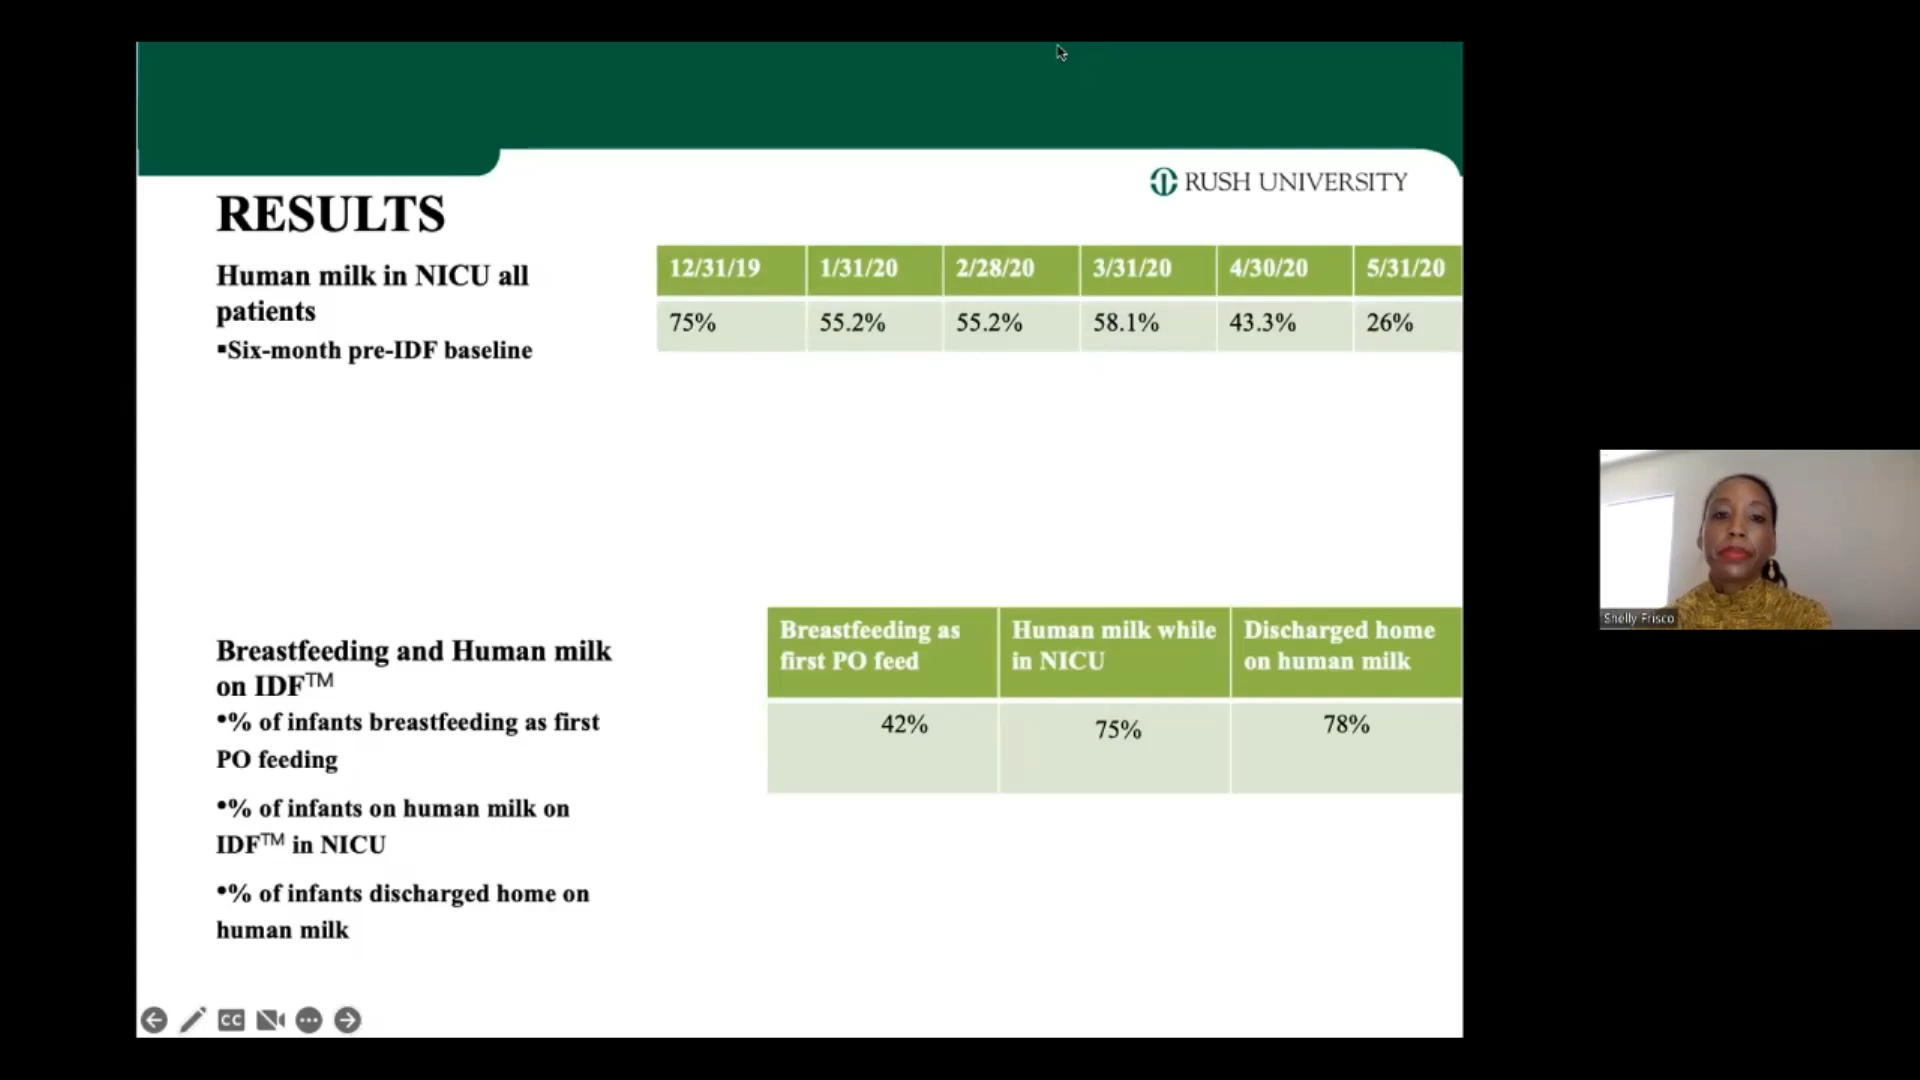 RUSH UNIVERSITY
RESULTS
Human milk in NICU all
patients
▪Six-month pre-IDF baseline
12/31/19 1/31/20 2/28/20 3/31/20 4/30/20 5/31/20
75% 55.2% 55.2% 58.1% 43.3% 26%
Breastfeeding and Human milk
on IDF™
•% of infants breastfeeding as first
PO feeding
•% of infants on human milk on
IDF™ in NICU
•% of infants discharged home on
human milk
Breastfeeding as
first PO feed
Human milk while
in NICU
Discharged home
on human milk
42% 75% 78%
CC
Shelly Frisco